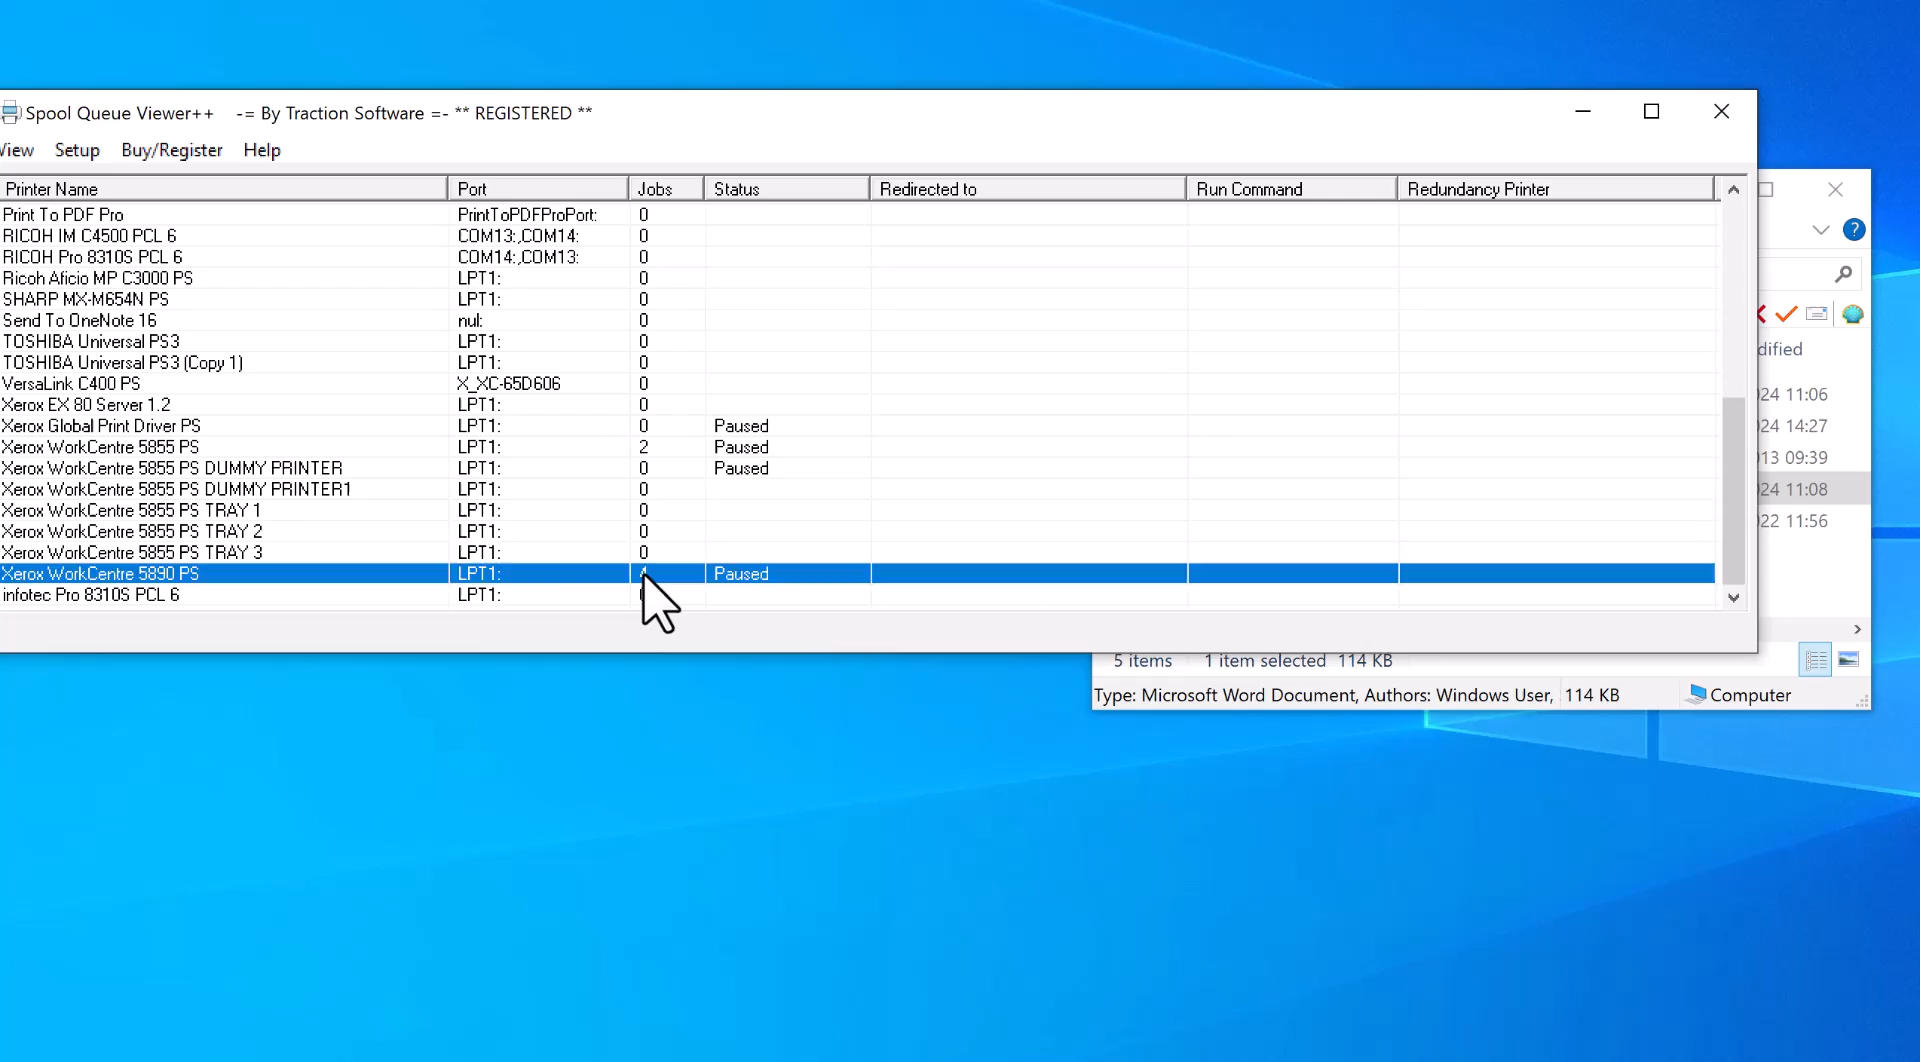 Spool Queue Viewer++ -= By Traction Software =- ** REGISTERED **
View Setup Buy/Register Help
Printer Name Port Jobs Status Redirected to Run Command Redundancy Printer
Print To PDF Pro PrintToPDFProPort: 0
RICOH IM C4500 PCL 6 COM13:,COM14: 0
RICOH Pro 8310S PCL 6 COM14:,COM13: 0
Ricoh Aficio MP C3000 PS LPT1: 0
SHARP MX-M654N PS LPT1: 0
Send To OneNote 16 nul: 0
TOSHIBA Universal PS3 LPT1: 0
TOSHIBA Universal PS3 (Copy 1) LPT1: 0
VersaLink C400 PS X_XC-65D606 0
Xerox EX 80 Server 1.2 LPT1: 0
Xerox Global Print Driver PS LPT1: 0 Paused
Xerox WorkCentre 5855 PS LPT1: 2 Paused
Xerox WorkCentre 5855 PS DUMMY PRINTER LPT1: 0 Paused
Xerox WorkCentre 5855 PS DUMMY PRINTER1 LPT1: 0
Xerox WorkCentre 5855 PS TRAY 1 LPT1: 0
Xerox WorkCentre 5855 PS TRAY 2 LPT1: 0
Xerox WorkCentre 5855 PS TRAY 3 LPT1: 0
Xerox WorkCentre 5890 PS LPT1: Paused
infotec Pro 8310S PCL 6 LPT1:
dified
24 11:06
024 14:27
013 09:39
24 11:08
022 11:56
5 items 1 item selected 114 KB
Type: Microsoft Word Document, Authors: Windows User, 114 KB Computer